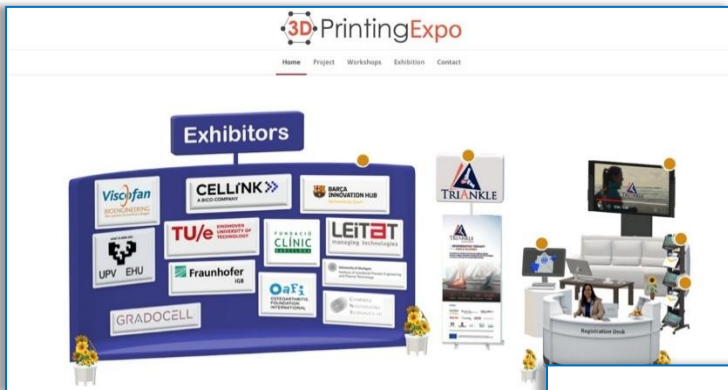 3D PrintingExpo
Home Project Workshops Exhibition Contact
Exhibitors
Viscofan
BIOENGINEERING
CELLINK
A BICO COMPANY
BARÇA
INNOVATION HUB
UPV EHU
TU/e EINDHOVEN
UNIVERSITY OF
TECHNOLOGY
FUNDACIÓ
CLÍNIC
BARCELONA
LEITAT
managing technologies
Fraunhofer
IGB
University of Stuttgart
GRADOCELL
OAFI
OSTEOARTHRITIS
FOUNDATION
INTERNATIONAL
TRIANKLE
TRIANKLE
TRIANKLE
Registration Desk